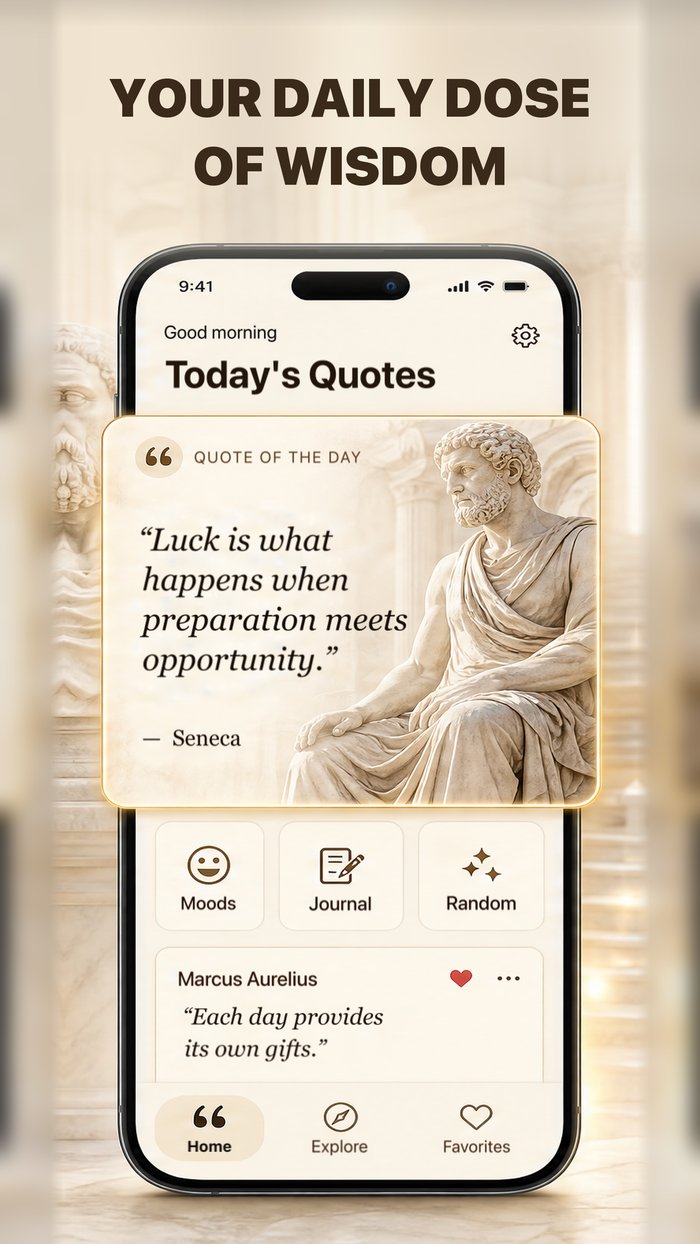 YOUR DAILY DOSE
OF WISDOM
9:41
Good morning
Today's Quotes
QUOTE OF THE DAY
“Luck is what
happens when
preparation meets
opportunity.”
— Seneca
Moods
Journal
Random
Marcus Aurelius
“Each day provides
its own gifts.”
Home
Explore
Favorites